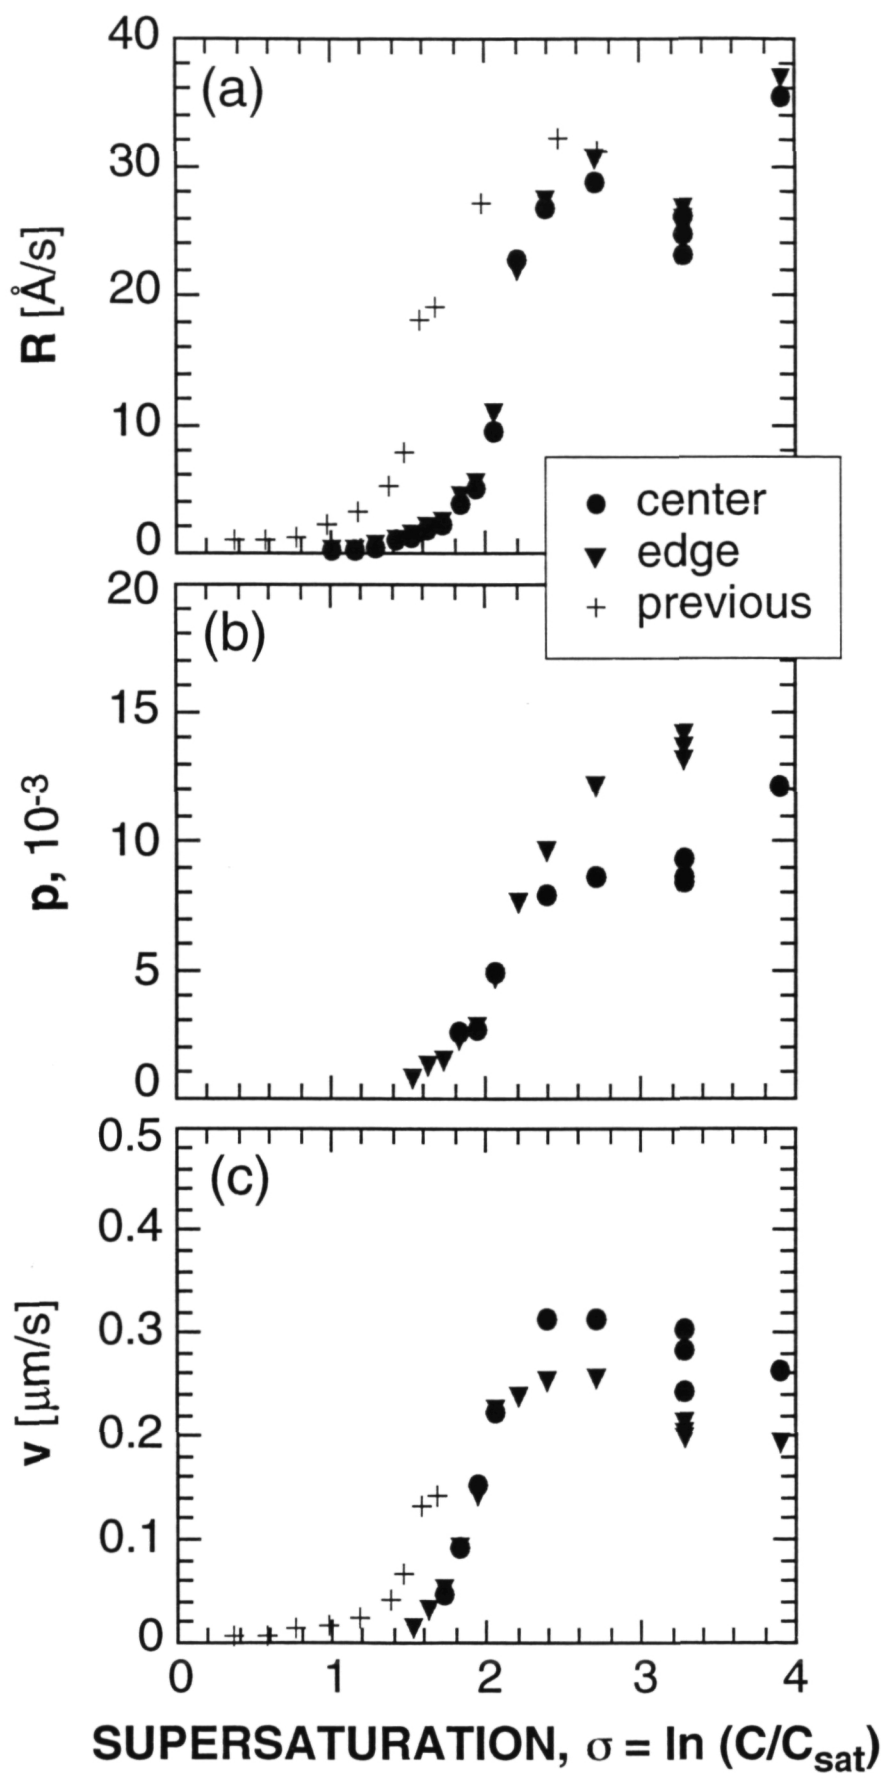 40
(a)
30
R [Å/s]
20
10
0
center
edge
previous
20
(b)
15
p, 10-3
10
5
0
0.5
(c)
0.4
0.3
v [μm/s]
0.2
0.1
0
0 1 2 3 4
SUPERSATURATION, σ = ln (C/Csat)